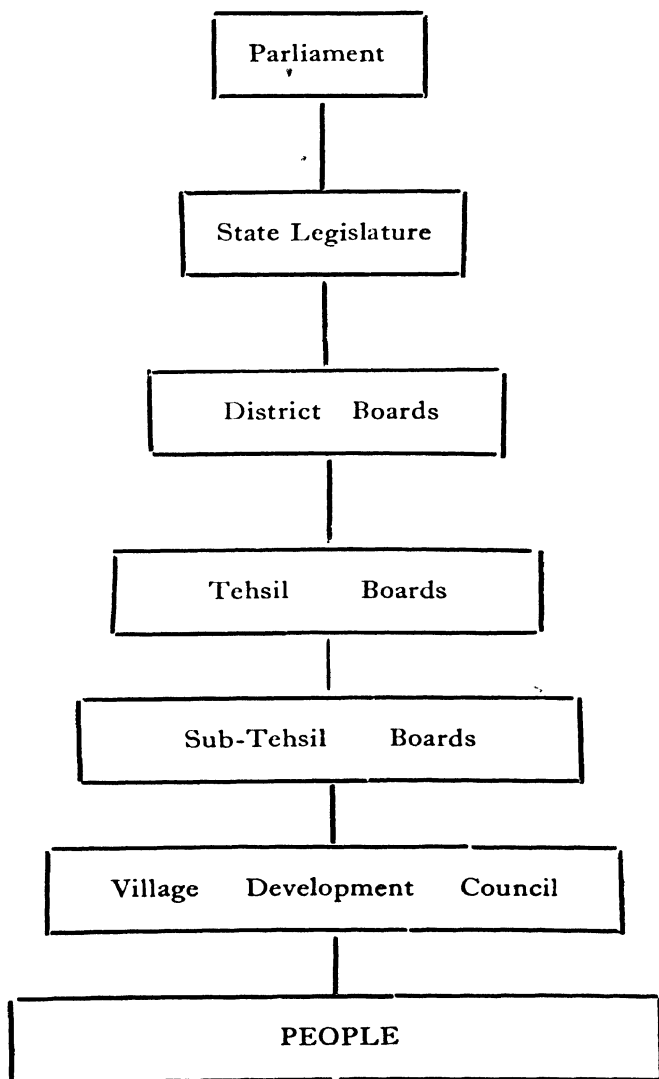 Parliament
State Legislature
District Boards
Tehsil Boards
Sub-Tehsil Boards
Village Development Council
PEOPLE